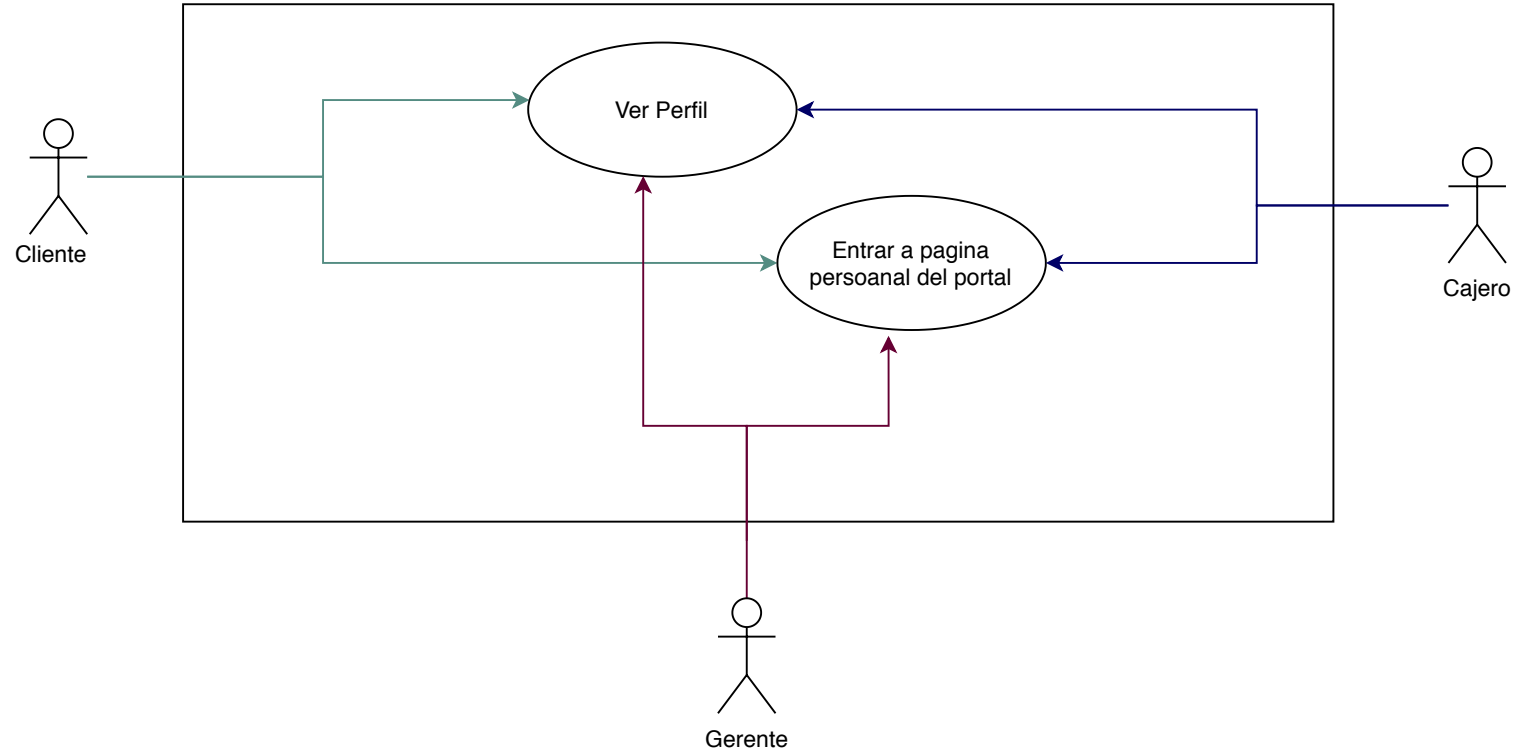 Ver Perfil
Entrar a pagina
persoanal del portal
Cliente
Cajero
Gerente